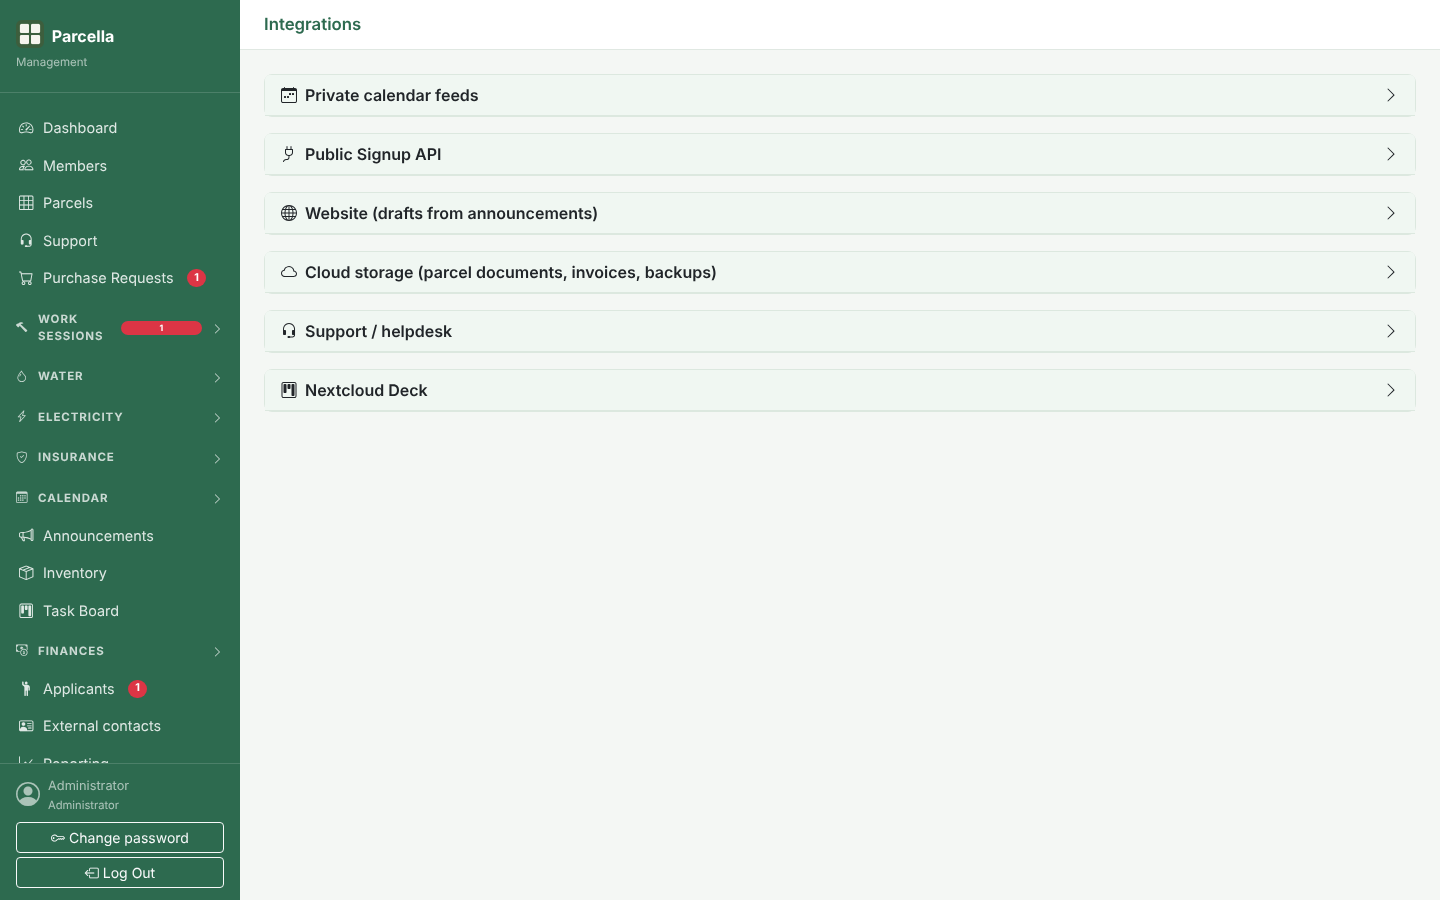 Parcella
Management
Dashboard
Members
Parcels
Support
Purchase Requests 1
WORK SESSIONS 1
WATER
ELECTRICITY
INSURANCE
CALENDAR
Announcements
Inventory
Task Board
FINANCES
Applicants 1
External contacts
Reporting
Administrator
Administrator
Change password
Log Out
Integrations
Private calendar feeds
Public Signup API
Website (drafts from announcements)
Cloud storage (parcel documents, invoices, backups)
Support / helpdesk
Nextcloud Deck